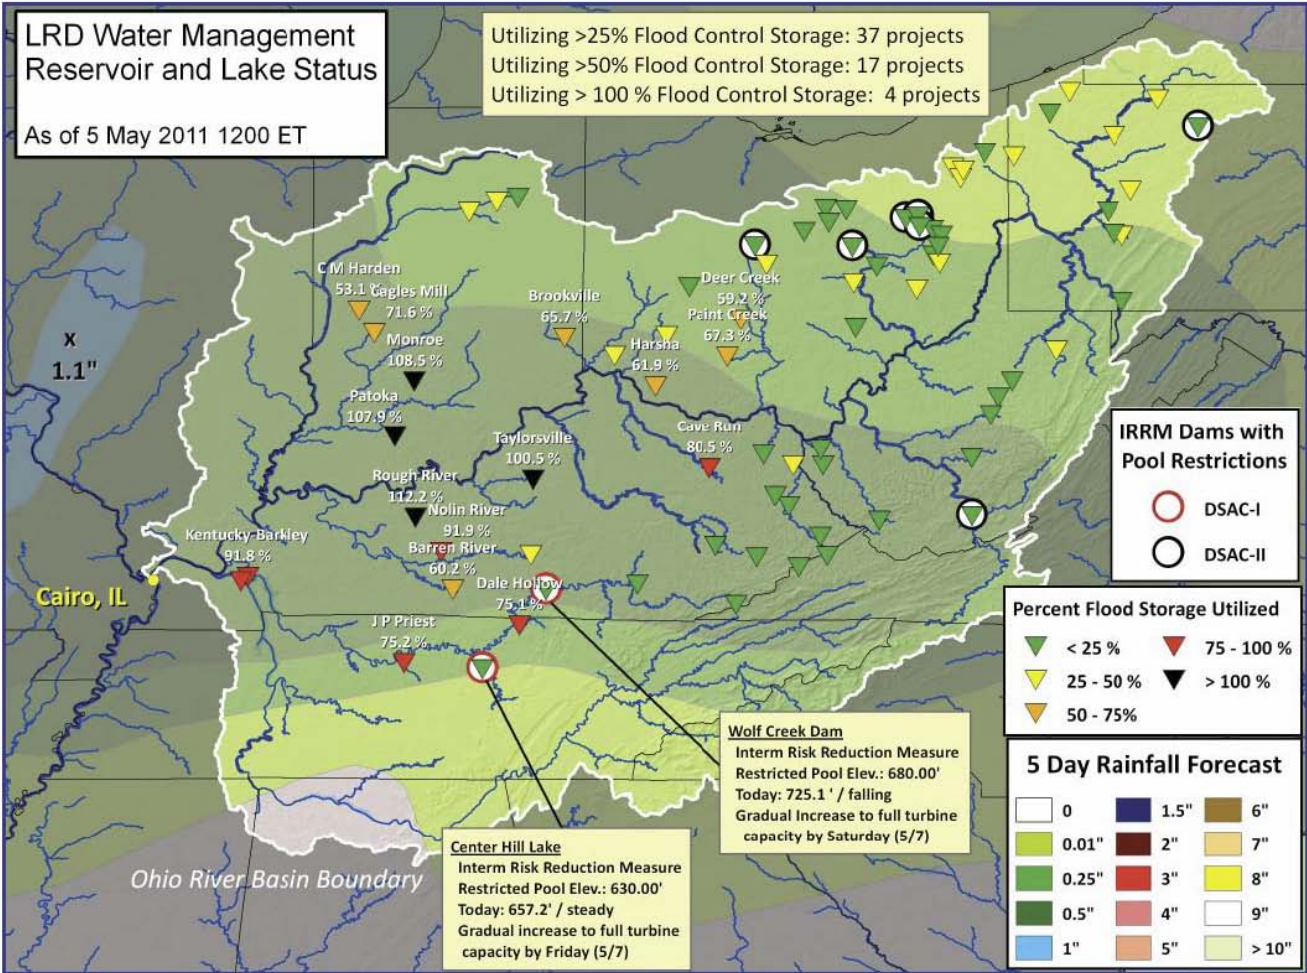 LRD Water Management
Reservoir and Lake Status
As of 5 May 2011 1200 ET
Utilizing >25% Flood Control Storage: 37 projects
Utilizing >50% Flood Control Storage: 17 projects
Utilizing > 100 % Flood Control Storage: 4 projects
C M Harden
53.1 %
Cagles Mill
71.6 %
Monroe
108.5 %
Patoka
107.9 %
Brookville
65.7 %
Deer Creek
59.2 %
Paint Creek
67.3 %
Harsha
61.9 %
x
1.1"
Taylorsville
100.5 %
Cave Run
80.5 %
Rough River
112.2 %
Nolin River
91.9 %
Barren River
60.2 %
Kentucky-Barkley
91.8 %
Dale Hollow
75.1%
J P Priest
75.2 %
Cairo, IL
Ohio River Basin Boundary
Wolf Creek Dam
Interm Risk Reduction Measure
Restricted Pool Elev.: 680.00'
Today: 725.1 ' / falling
Gradual Increase to full turbine
capacity by Saturday (5/7)
Center Hill Lake
Interm Risk Reduction Measure
Restricted Pool Elev.: 630.00'
Today: 657.2' / steady
Gradual increase to full turbine
capacity by Friday (5/7)
IRRM Dams with
Pool Restrictions
DSAC-I
DSAC-II
Percent Flood Storage Utilized
< 25 %
25 - 50 %
50 - 75%
75 - 100 %
> 100 %
5 Day Rainfall Forecast
0
0.01"
0.25"
0.5"
1"
1.5"
2"
3"
4"
5"
6"
7"
8"
9"
> 10"